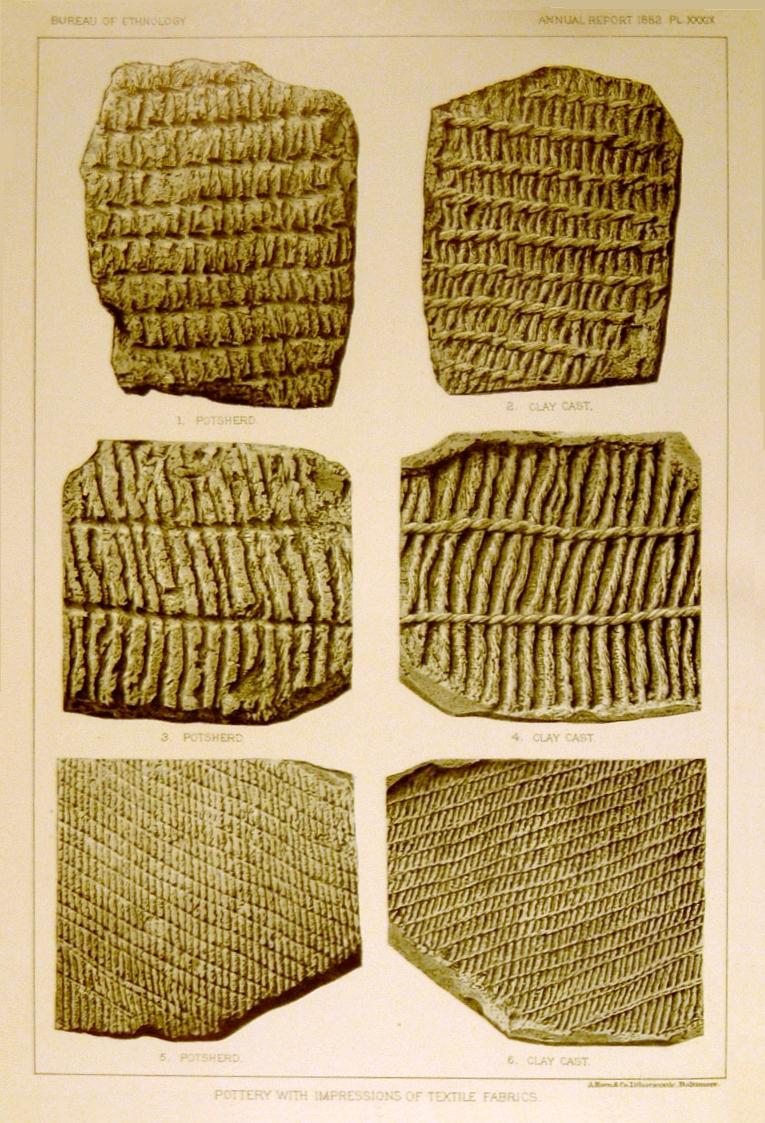 BUREAU OF ETHNOLOGY
ANNUAL REPORT 1882 PL. XXXIX
1. POTSHERD.
2. CLAY CAST.
3. POTSHERD.
4. CLAY CAST.
5. POTSHERD.
6. CLAY CAST.
A. Hoen & Co. Lithocaustic, Baltimore.
POTTERY WITH IMPRESSIONS OF TEXTILE FABRICS.